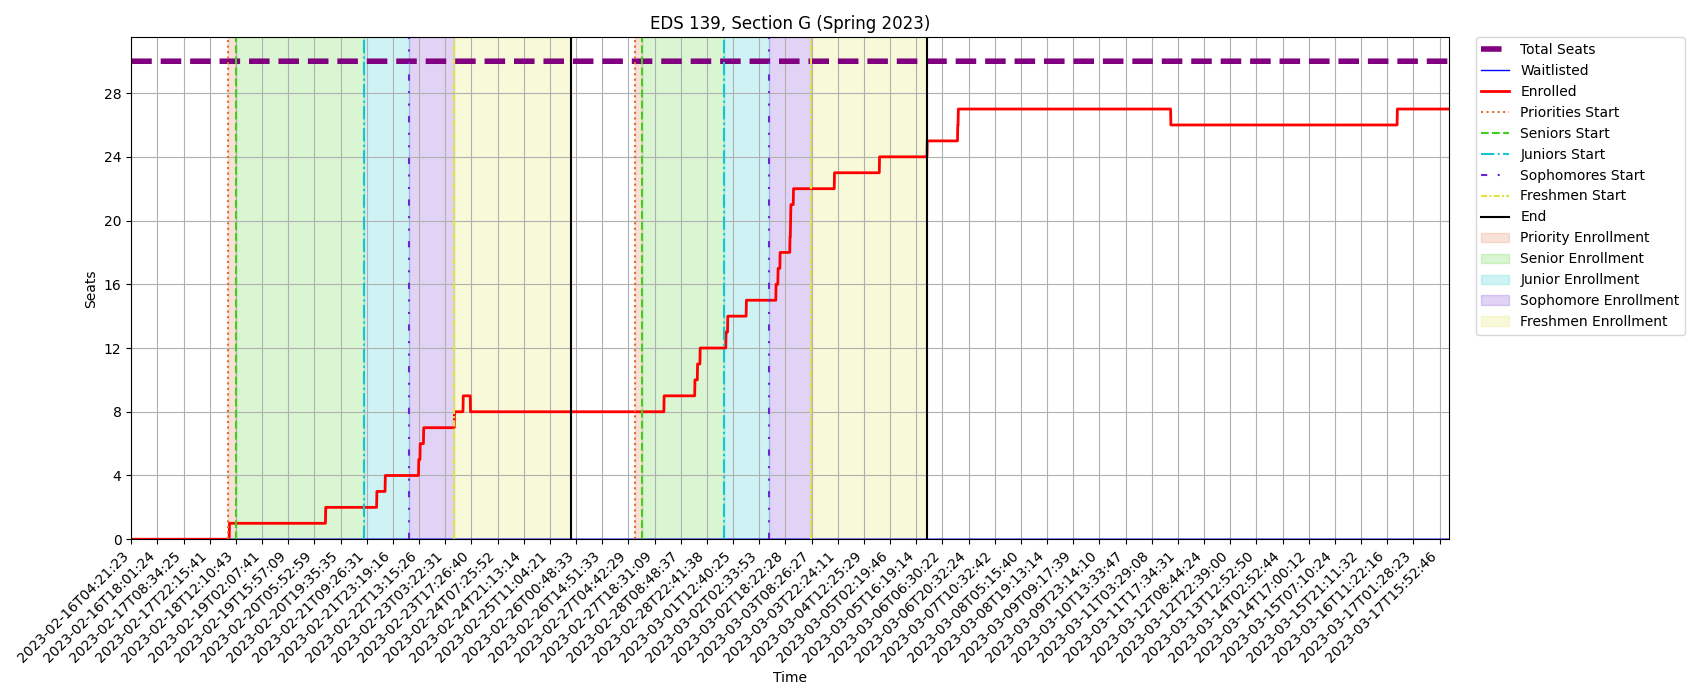 EDS 139, Section G (Spring 2023)
Total Seats
Waitlisted
Enrolled
Priorities Start
Seniors Start
Juniors Start
Sophomores Start
Freshmen Start
End
Priority Enrollment
Senior Enrollment
Junior Enrollment
Sophomore Enrollment
Freshmen Enrollment
Seats
28
24
20
16
12
8
4
0
2023-02-16T04:21:23
2023-02-16T18:01:24
2023-02-17T08:34:25
2023-02-17T22:15:41
2023-02-18T12:10:43
2023-02-19T02:07:41
2023-02-19T15:57:09
2023-02-20T05:52:59
2023-02-20T19:35:35
2023-02-21T09:26:31
2023-02-21T23:19:16
2023-02-22T13:15:26
2023-02-23T03:22:31
2023-02-23T17:26:40
2023-02-24T07:25:52
2023-02-24T21:13:14
2023-02-25T11:04:21
2023-02-26T00:48:33
2023-02-26T14:51:33
2023-02-27T04:42:29
2023-02-27T18:31:09
2023-02-28T08:48:37
2023-02-28T22:41:38
2023-03-01T12:40:25
2023-03-02T02:33:53
2023-03-02T18:22:28
2023-03-03T08:26:27
2023-03-03T22:24:11
2023-03-04T12:25:29
2023-03-05T02:19:46
2023-03-05T16:19:14
2023-03-06T06:30:22
2023-03-06T20:32:24
2023-03-07T10:32:42
2023-03-08T05:15:40
2023-03-08T19:13:14
2023-03-09T09:17:39
2023-03-09T23:14:10
2023-03-10T13:33:47
2023-03-11T03:29:08
2023-03-11T17:34:31
2023-03-12T08:44:24
2023-03-12T22:39:00
2023-03-13T12:52:50
2023-03-14T02:52:44
2023-03-14T17:00:12
2023-03-15T07:10:24
2023-03-15T21:11:32
2023-03-16T11:22:16
2023-03-17T01:28:23
2023-03-17T15:52:46
Time